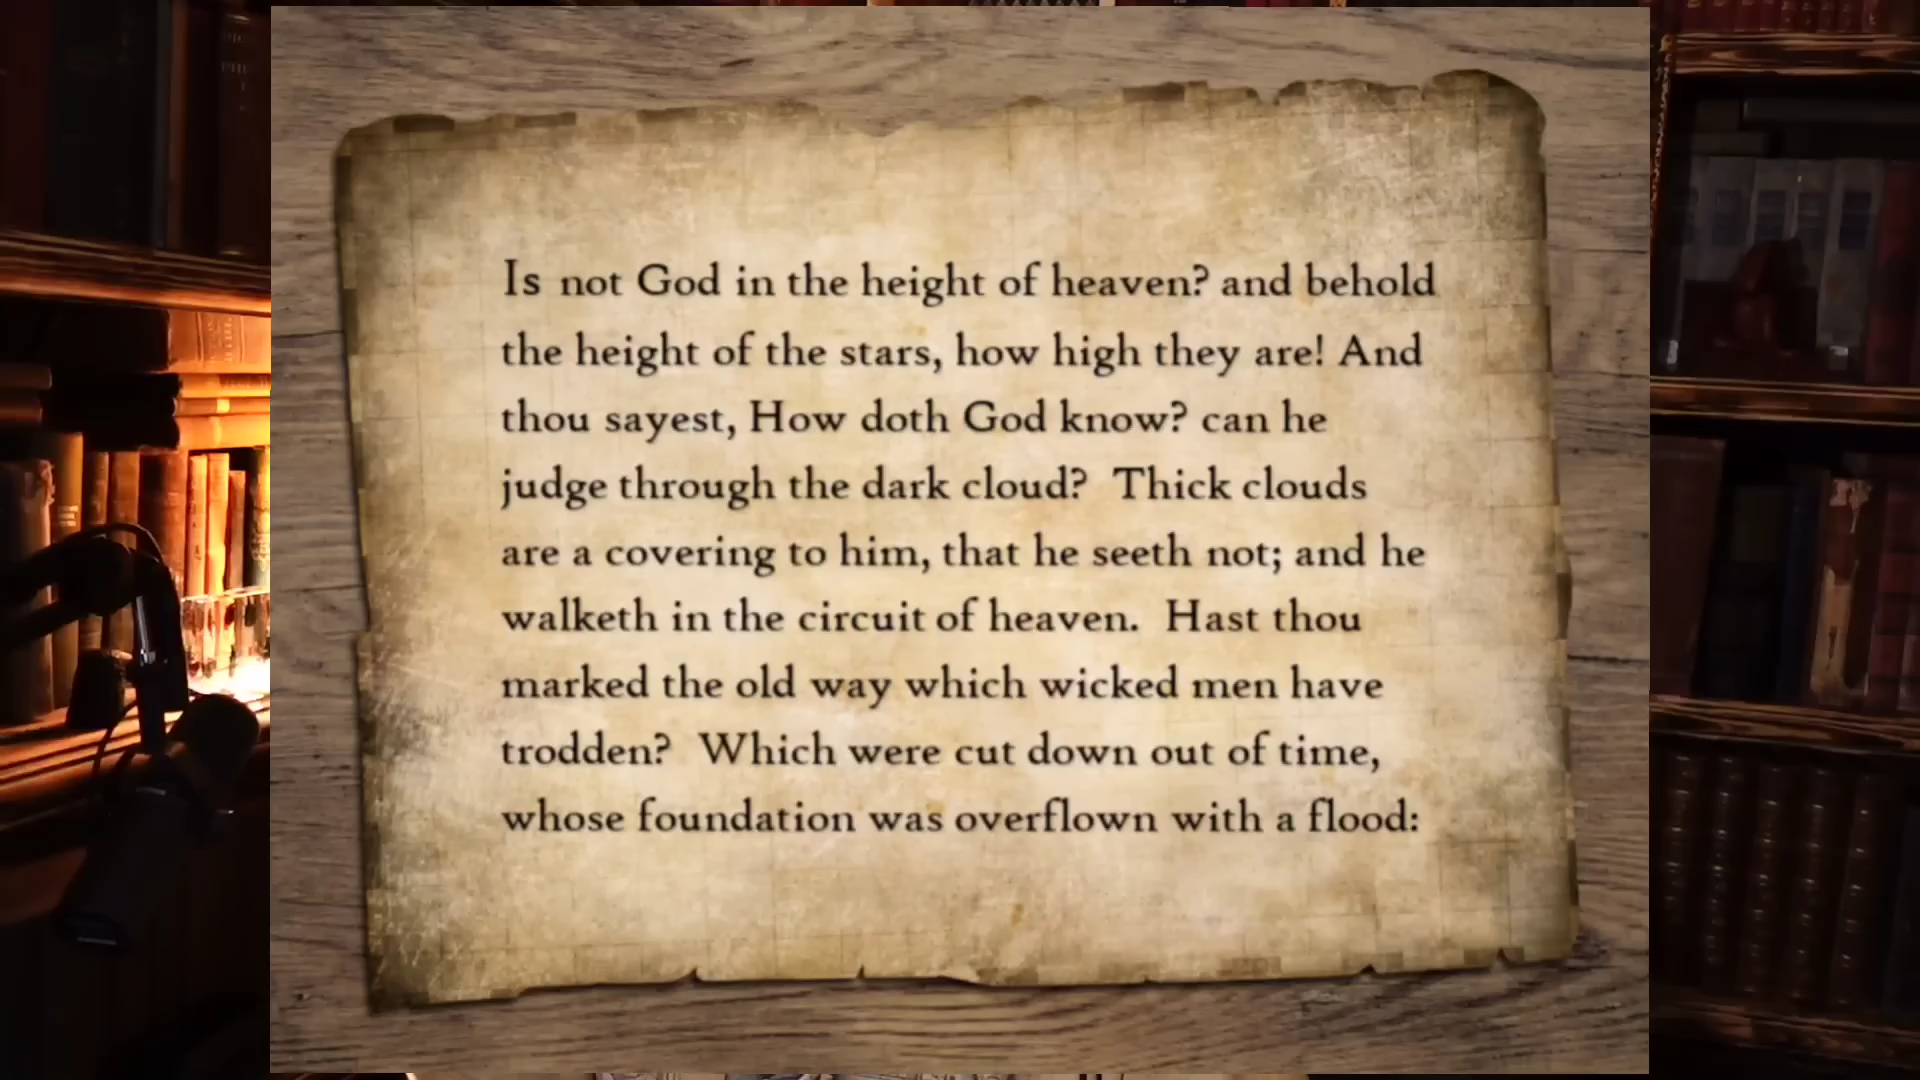 Is not God in the height of heaven? and behold
the height of the stars, how high they are! And
thou sayest, How doth God know? can he
judge through the dark cloud? Thick clouds
are a covering to him, that he seeth not; and he
walketh in the circuit of heaven. Hast thou
marked the old way which wicked men have
trodden? Which were cut down out of time,
whose foundation was overflown with a flood: